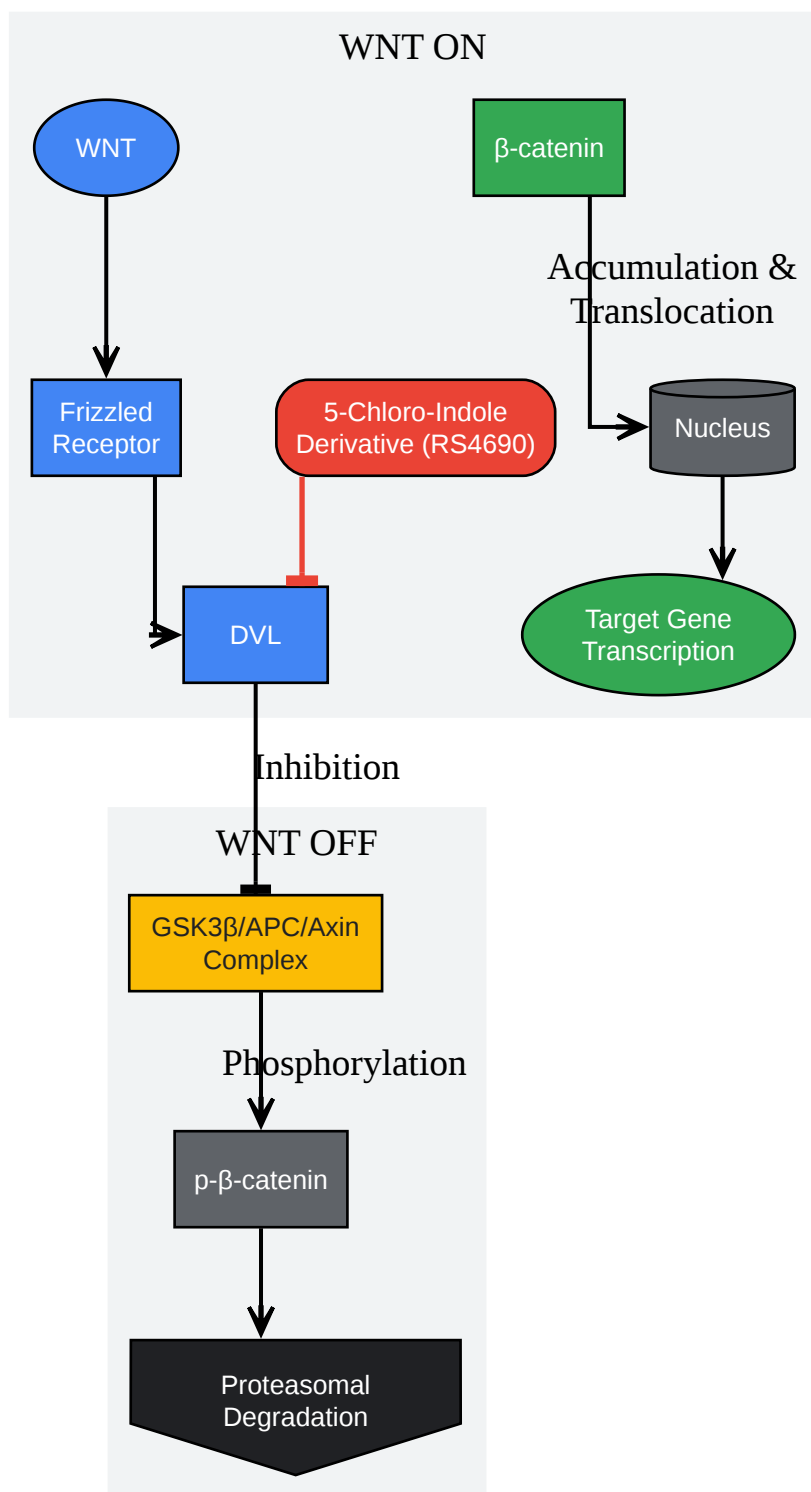 WNT ON
WNT
β-catenin
Accumulation &
Translocation
Frizzled
Receptor
5-Chloro-Indole
Derivative (RS4690)
Nucleus
DVL
Target Gene
Transcription
Inhibition
WNT OFF
GSK3β/APC/Axin
Complex
Phosphorylation
p-β-catenin
Proteasomal
Degradation